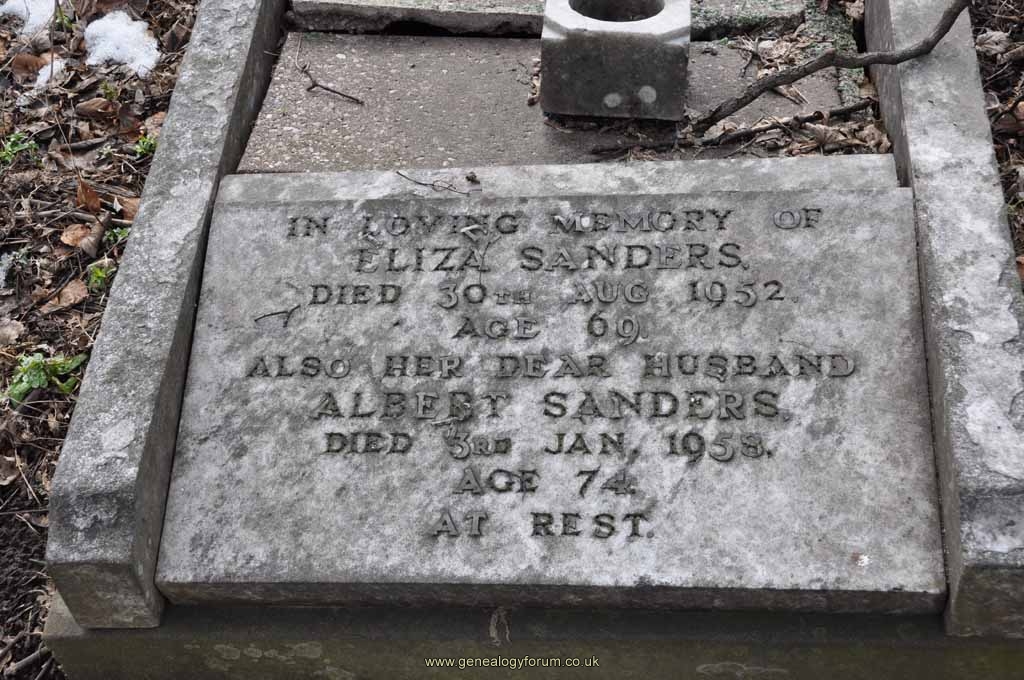 IN LOVING MEMORY OF
ELIZA SANDERS.
DIED 30TH AUG 1952.
AGE 69.
ALSO HER DEAR HUSBAND
ALBERT SANDERS.
DIED 3RD JAN, 1958.
AGE 74.
AT REST.
www.genealogyforum.co.uk